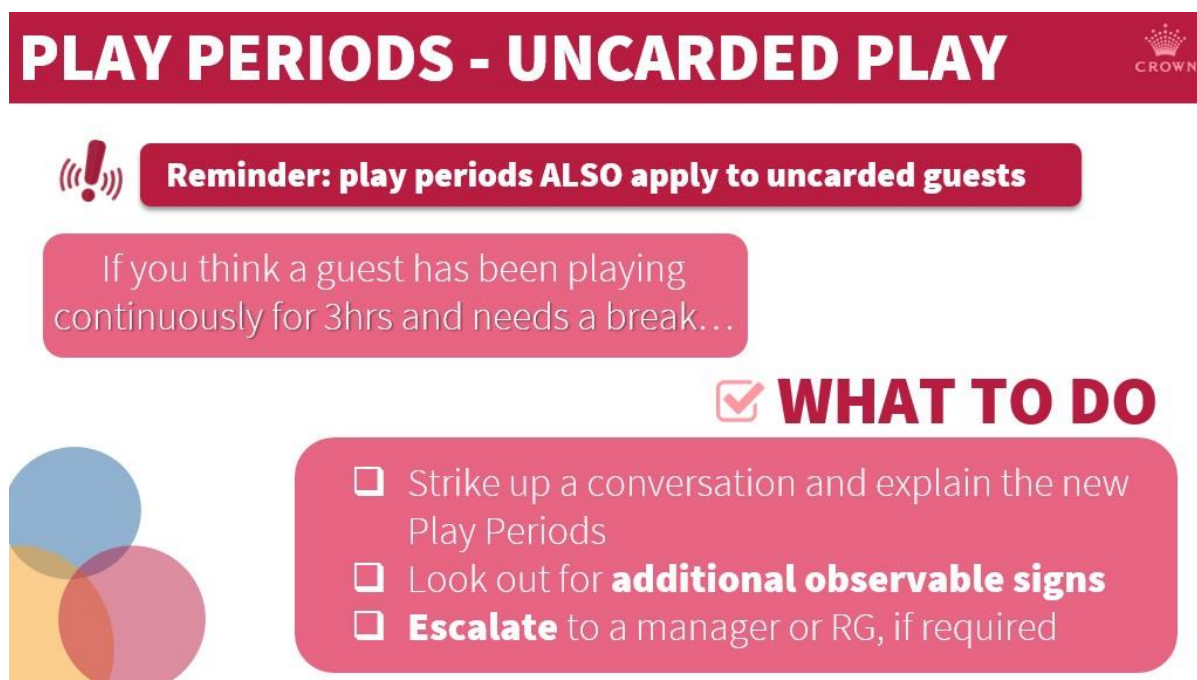 PLAY PERIODS - UNCARDED PLAY
CROWN
Reminder: play periods ALSO apply to uncarded guests
If you think a guest has been playing
continuously for 3hrs and needs a break...
WHAT TO DO
Strike up a conversation and explain the new
Play Periods
Look out for additional observable signs
Escalate to a manager or RG, if required